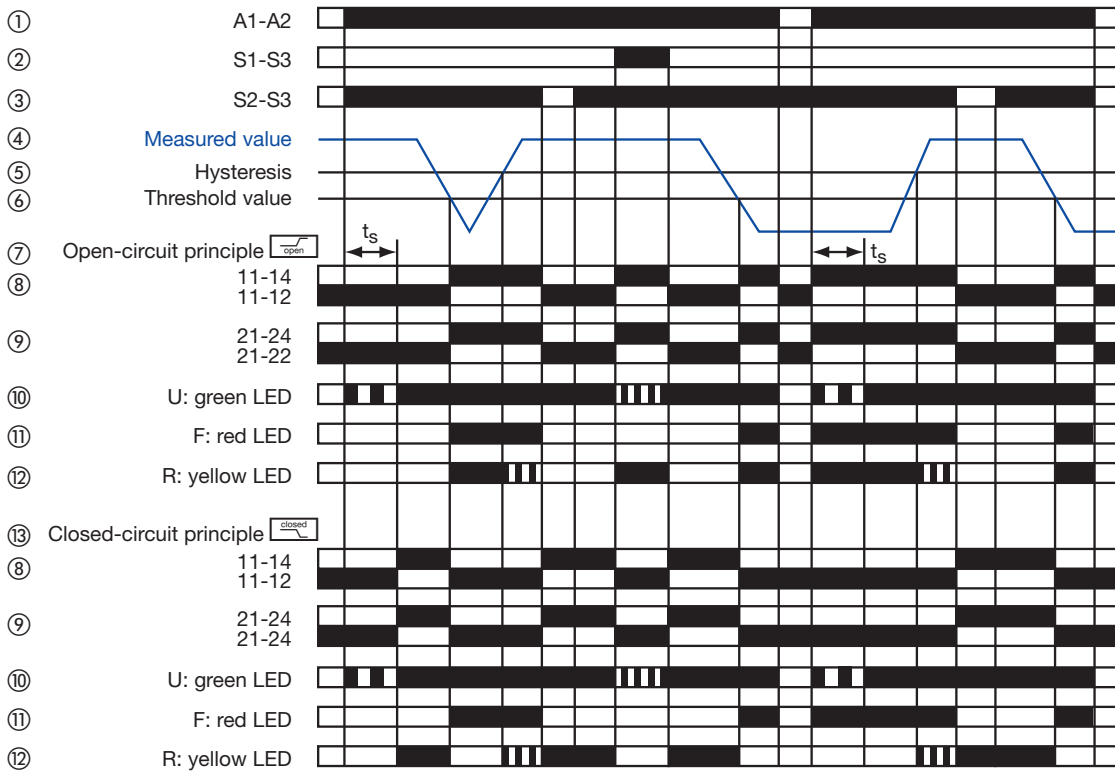 ① A1-A2
② S1-S3
③ S2-S3
④ Measured value
⑤ Hysteresis
⑥ Threshold value
⑦ Open-circuit principle open ts ts
⑧ 11-14
11-12
⑨ 21-24
21-22
⑩ U: green LED
⑪ F: red LED
⑫ R: yellow LED
⑬ Closed-circuit principle closed
⑧ 11-14
11-12
⑨ 21-24
21-24
⑩ U: green LED
⑪ F: red LED
⑫ R: yellow LED